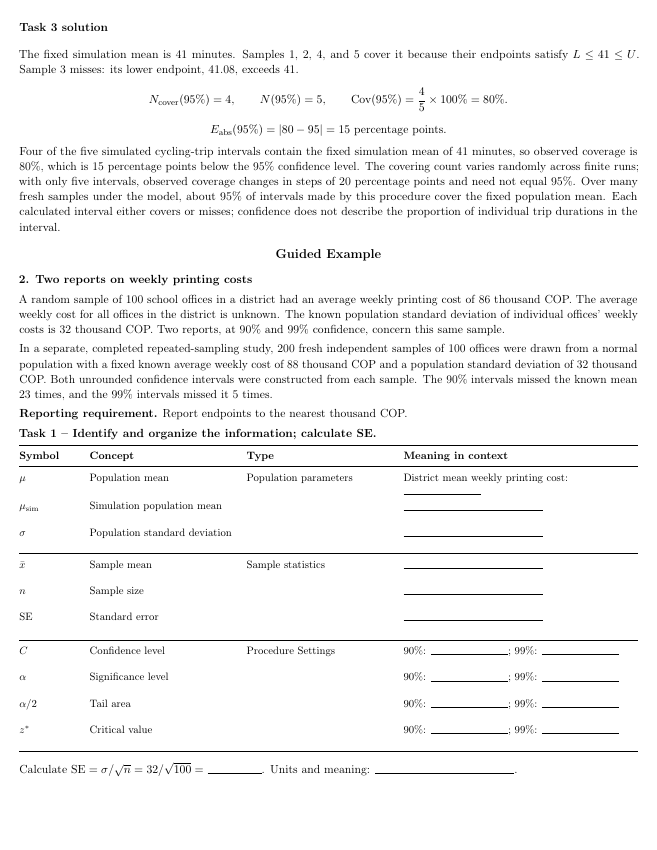 Task 3 solution
The fixed simulation mean is 41 minutes. Samples 1, 2, 4, and 5 cover it because their endpoints satisfy L ≤ 41 ≤ U.
Sample 3 misses: its lower endpoint, 41.08, exceeds 41.
N_cover(95%) = 4, N(95%) = 5, Cov(95%) = 4/5 × 100% = 80%.
E_abs(95%) = |80 − 95| = 15 percentage points.
Four of the five simulated cycling-trip intervals contain the fixed simulation mean of 41 minutes, so observed coverage is
80%, which is 15 percentage points below the 95% confidence level. The covering count varies randomly across finite runs;
with only five intervals, observed coverage changes in steps of 20 percentage points and need not equal 95%. Over many
fresh samples under the model, about 95% of intervals made by this procedure cover the fixed population mean. Each
calculated interval either covers or misses; confidence does not describe the proportion of individual trip durations in the
interval.
Guided Example
2. Two reports on weekly printing costs
A random sample of 100 school offices in a district had an average weekly printing cost of 86 thousand COP. The average
weekly cost for all offices in the district is unknown. The known population standard deviation of individual offices' weekly
costs is 32 thousand COP. Two reports, at 90% and 99% confidence, concern this same sample.
In a separate, completed repeated-sampling study, 200 fresh independent samples of 100 offices were drawn from a normal
population with a fixed known average weekly cost of 88 thousand COP and a population standard deviation of 32 thousand
COP. Both unrounded confidence intervals were constructed from each sample. The 90% intervals missed the known mean
23 times, and the 99% intervals missed it 5 times.
Reporting requirement. Report endpoints to the nearest thousand COP.
Task 1 – Identify and organize the information; calculate SE.
Symbol Concept Type Meaning in context
μ Population mean Population parameters District mean weekly printing cost: ________
μ_sim Simulation population mean ________
σ Population standard deviation ________
x̄ Sample mean Sample statistics ________
n Sample size ________
SE Standard error ________
C Confidence level Procedure Settings 90%: ________; 99%: ________
α Significance level 90%: ________; 99%: ________
α/2 Tail area 90%: ________; 99%: ________
z* Critical value 90%: ________; 99%: ________
Calculate SE = σ/√n = 32/√100 = ________. Units and meaning: ________.